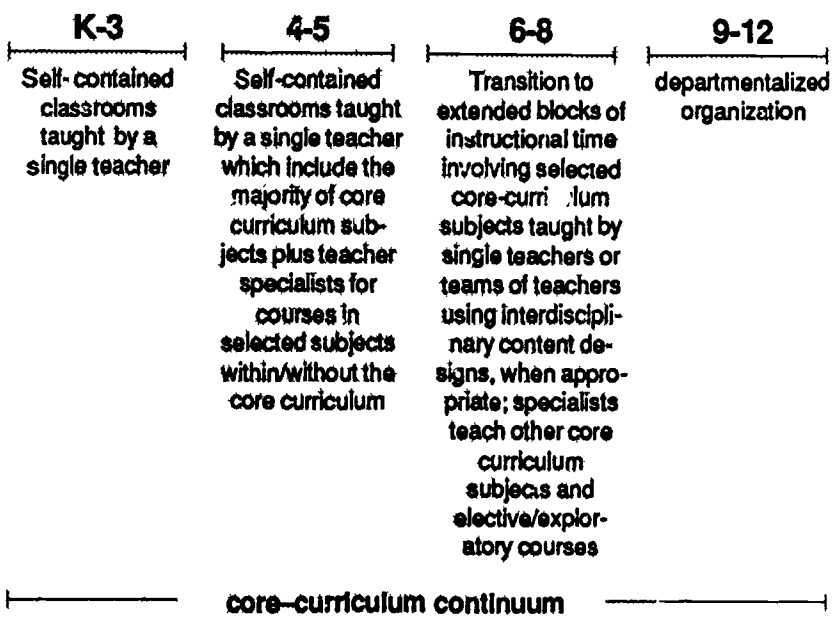 K-3
Self-contained
classrooms
taught by a
single teacher
4-5
Self-contained
classrooms taught
by a single teacher
which include the
majority of core
curriculum sub-
jects plus teacher
specialists for
courses in
selected subjects
within/without the
core curriculum
6-8
Transition to
extended blocks of
instructional time
involving selected
subjects taught by
single teachers or
teams of teachers
using interdiscipli-
nary content de-
signs, when appro-
priate; specialists
teach other core
curriculum
subjects and
elective/explor-
atory courses
9-12
departmentalized
organization
core-curriculum continuum